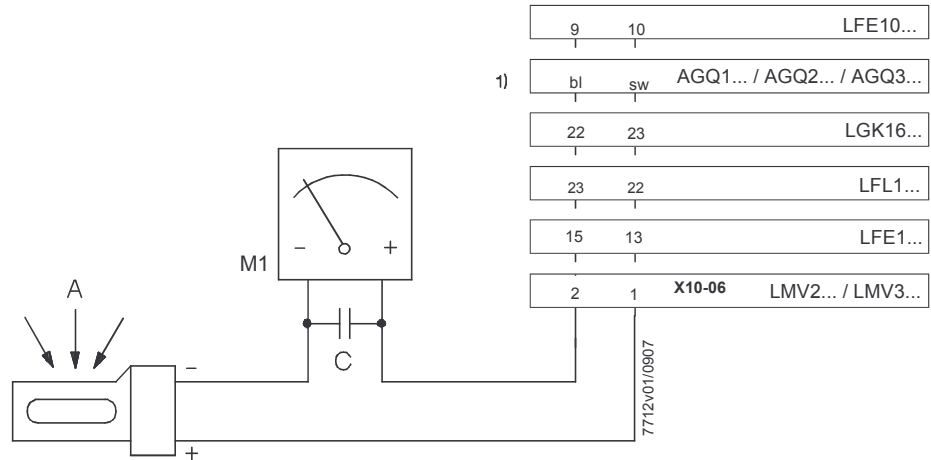 9 10 LFE10...
1) bl sw AGQ1... / AGQ2... / AGQ3...
22 23 LGK16...
23 22 LFL1...
15 13 LFE1...
2 1 X10-06 LMV2... / LMV3...
- +
M1
A
C
-
+
7712v01/0907